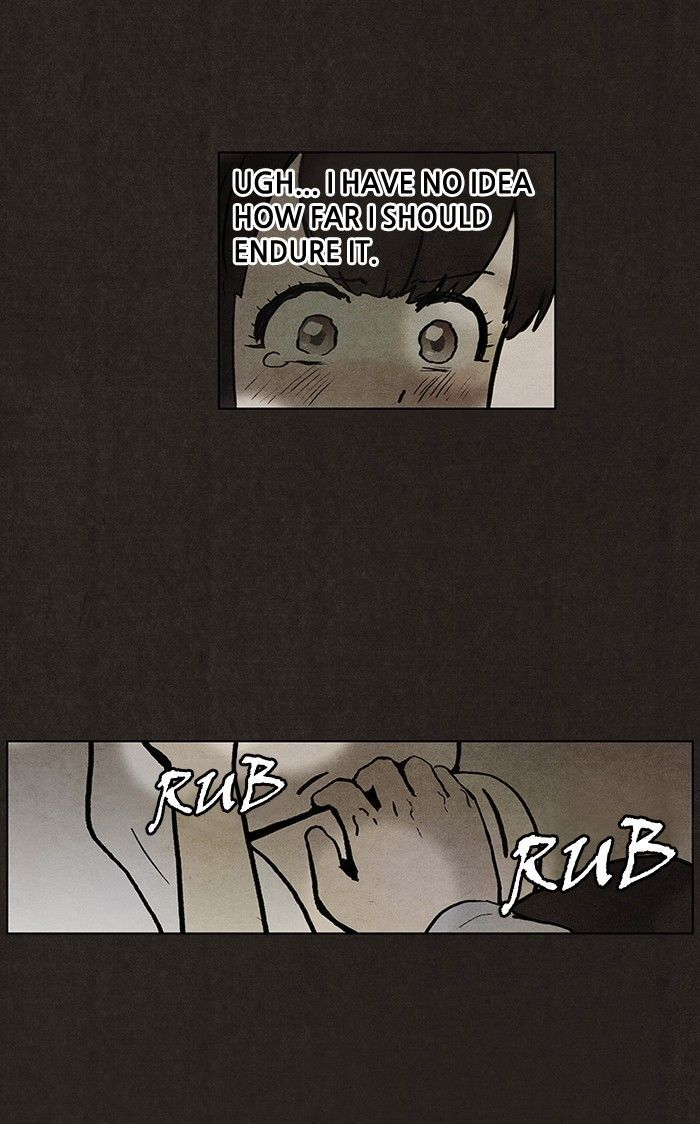 UGH... I HAVE NO IDEA
HOW FAR I SHOULD
ENDURE IT.
RUB
RUB